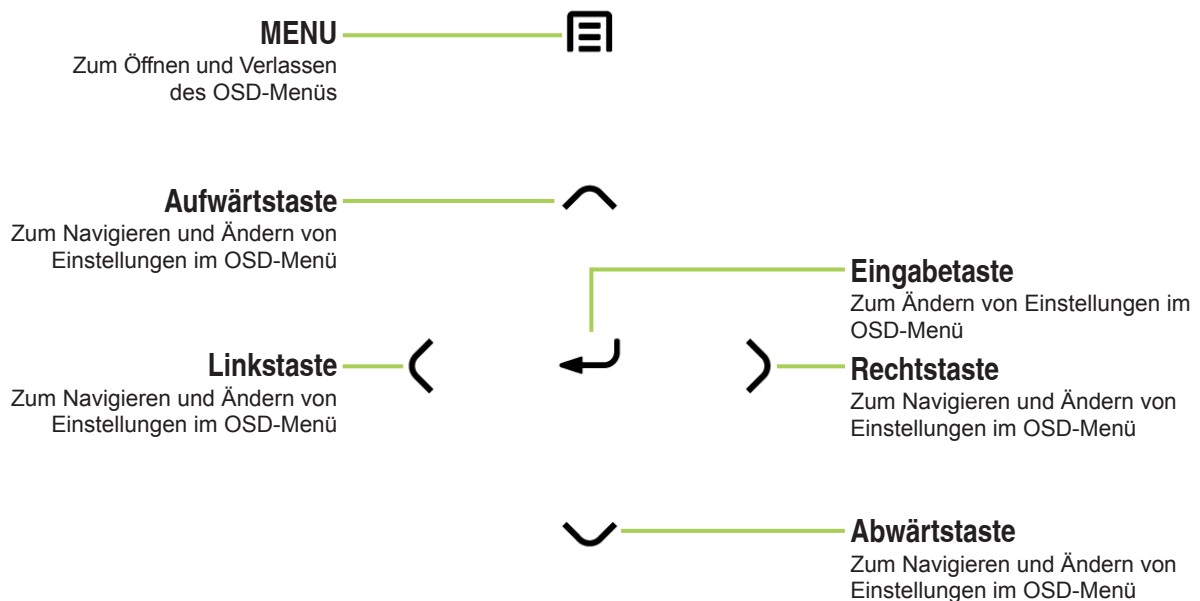 MENU
Zum Öffnen und Verlassen
des OSD-Menüs
Aufwärtstaste
Zum Navigieren und Ändern von
Einstellungen im OSD-Menü
Eingabetaste
Zum Ändern von Einstellungen im
OSD-Menü
Linkstaste
Zum Navigieren und Ändern von
Einstellungen im OSD-Menü
Rechtstaste
Zum Navigieren und Ändern von
Einstellungen im OSD-Menü
Abwärtstaste
Zum Navigieren und Ändern von
Einstellungen im OSD-Menü